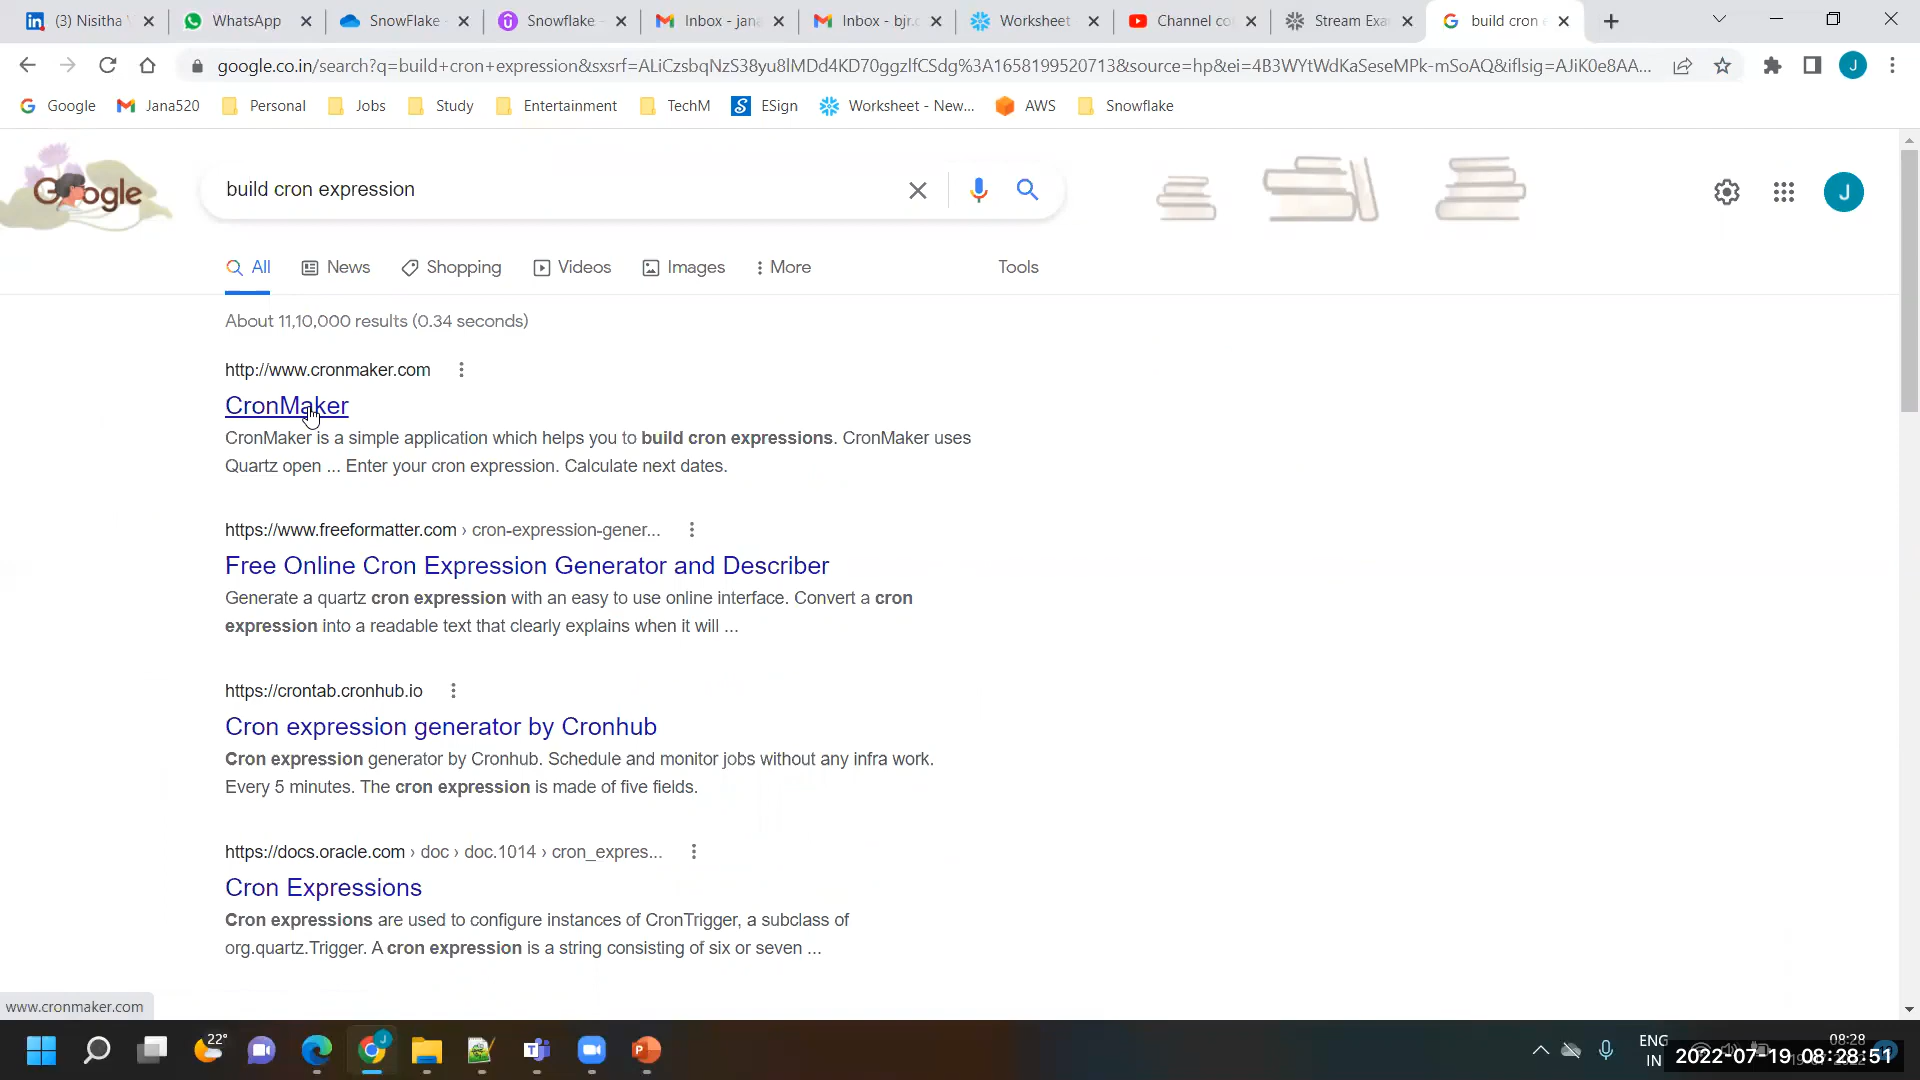 (3) Nisitha
WhatsApp
SnowFlake
Snowflake
Inbox - jan
Inbox - bjr.c
Worksheet
Channel co
Stream Exa
build cron e
google.co.in/search?q=build+cron+expression&sxsrf=ALiCzsbqNzS38yu8lMDd4KD70ggzlfCSdg%3A1658199520713&source=hp&ei=4B3WYtWdKaSeseMPk-mSoAQ&iflsig=AJiK0e8AA...
J
Google
Jana520
Personal
Jobs
Study
Entertainment
TechM
ESign
Worksheet - New...
AWS
Snowflake
Google
build cron expression
J
All
News
Shopping
Videos
Images
More
Tools
About 11,10,000 results (0.34 seconds)
http://www.cronmaker.com
CronMaker
CronMaker is a simple application which helps you to build cron expressions. CronMaker uses
Quartz open ... Enter your cron expression. Calculate next dates.
https://www.freeformatter.com › cron-expression-gener...
Free Online Cron Expression Generator and Describer
Generate a quartz cron expression with an easy to use online interface. Convert a cron
expression into a readable text that clearly explains when it will ...
https://crontab.cronhub.io
Cron expression generator by Cronhub
Cron expression generator by Cronhub. Schedule and monitor jobs without any infra work.
Every 5 minutes. The cron expression is made of five fields.
https://docs.oracle.com › doc › doc.1014 › cron_expres...
Cron Expressions
Cron expressions are used to configure instances of CronTrigger, a subclass of
org.quartz.Trigger. A cron expression is a string consisting of six or seven ...
www.cronmaker.com
22°
ENG
IN
08:28
2022-07-19 08:28:51